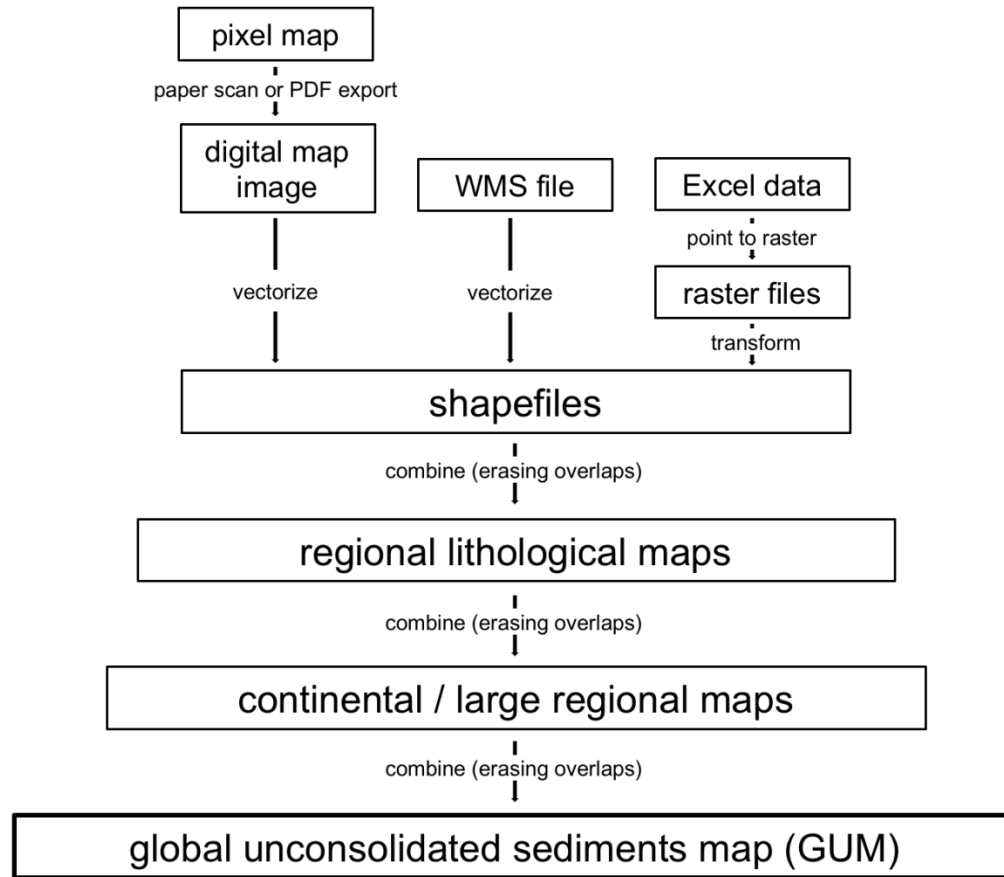 pixel map
paper scan or PDF export
digital map
image
WMS file
Excel data
point to raster
raster files
vectorize
vectorize
transform
shapefiles
combine (erasing overlaps)
regional lithological maps
combine (erasing overlaps)
continental / large regional maps
combine (erasing overlaps)
global unconsolidated sediments map (GUM)